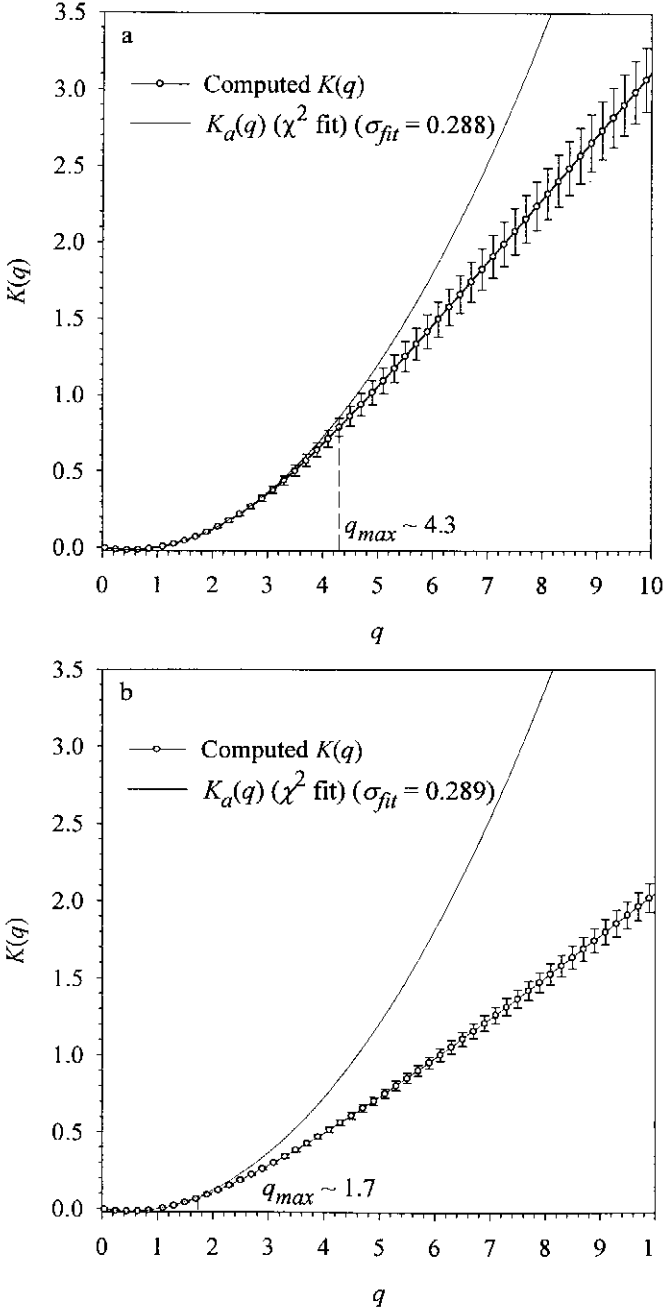 3.5
a
3.0
Computed K(q)
K_a(q) (χ² fit) (σ_fit = 0.288)
2.5
2.0
K(q)
1.5
1.0
0.5
q_max ~ 4.3
0.0
0 1 2 3 4 5 6 7 8 9 10
q
3.5
b
3.0
Computed K(q)
K_a(q) (χ² fit) (σ_fit = 0.289)
2.5
2.0
K(q)
1.5
1.0
0.5
q_max ~ 1.7
0.0
0 1 2 3 4 5 6 7 8 9 1
q